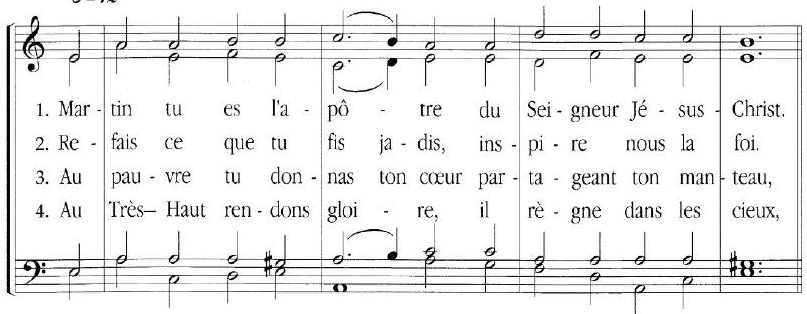 1. Mar - tin tu es l'a - pô - tre du Sei - gneur Jé - sus - Christ.
2. Re - fais ce que tu fis ja - dis, ins - pi - re nous la foi.
3. Au pau - vre tu don - nas ton cœur par - ta - geant ton man - teau,
4. Au Très– Haut ren - dons gloi - re, il rè - gne dans les cieux,